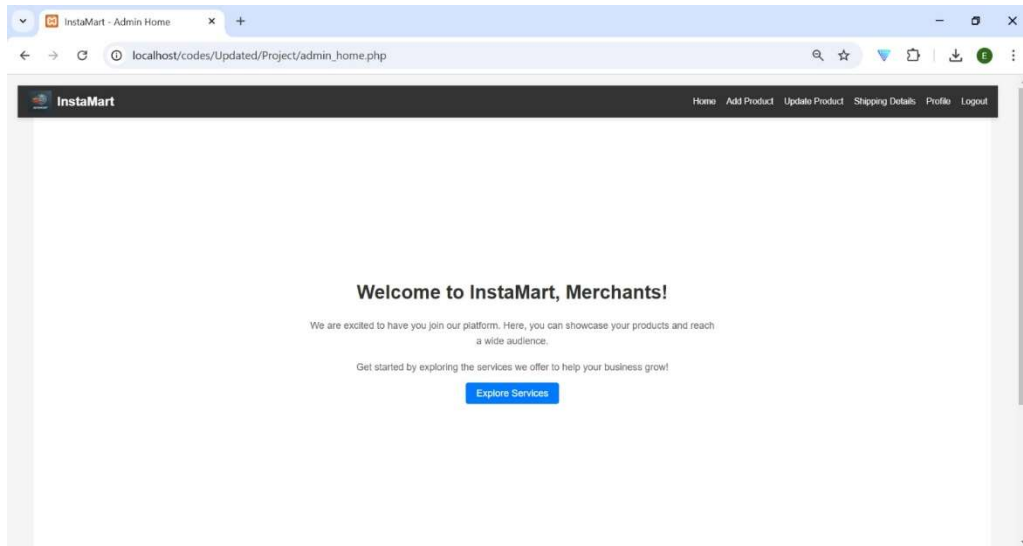 InstaMart - Admin Home
localhost/codes/Updated/Project/admin_home.php
E
InstaMart
Home Add Product Update Product Shipping Details Profile Logout
Welcome to InstaMart, Merchants!
We are excited to have you join our platform. Here, you can showcase your products and reach
a wide audience.
Get started by exploring the services we offer to help your business grow!
Explore Services